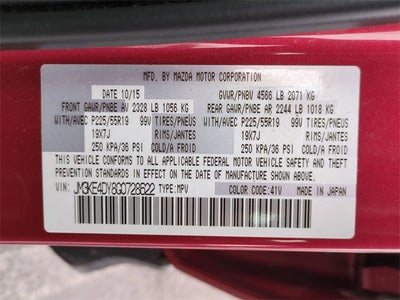 MFD. BY MAZDA MOTOR CORPORATION
DATE 10/15 GVWR/PNBV 4566 LB 2071 KG
FRONT GAWR/PNBE AV 2328 LB 1056 KG REAR GAWR/PNBE AR 2244 LB 1018 KG
WITH/AVEC P225/55R19 99V TIRES/PNEUS WITH/AVEC P225/55R19 99V TIRES/PNEUS
19X7J RIMS/JANTES 19X7J RIMS/JANTES
250 KPA/36 PSI COLD/A FROID 250 KPA/36 PSI COLD/A FROID
THIS VEHICLE CONFORMS TO ALL APPLICABLE FEDERAL MOTOR VEHICLE SAFETY AND THEFT
PREVENTION STANDARDS IN EFFECT ON THE DATE OF MANUFACTURE SHOWN ABOVE.
VIN: JM3KE4DY8G0728622 TYPE: MPV COLOR CODE: 41V MADE IN JAPAN